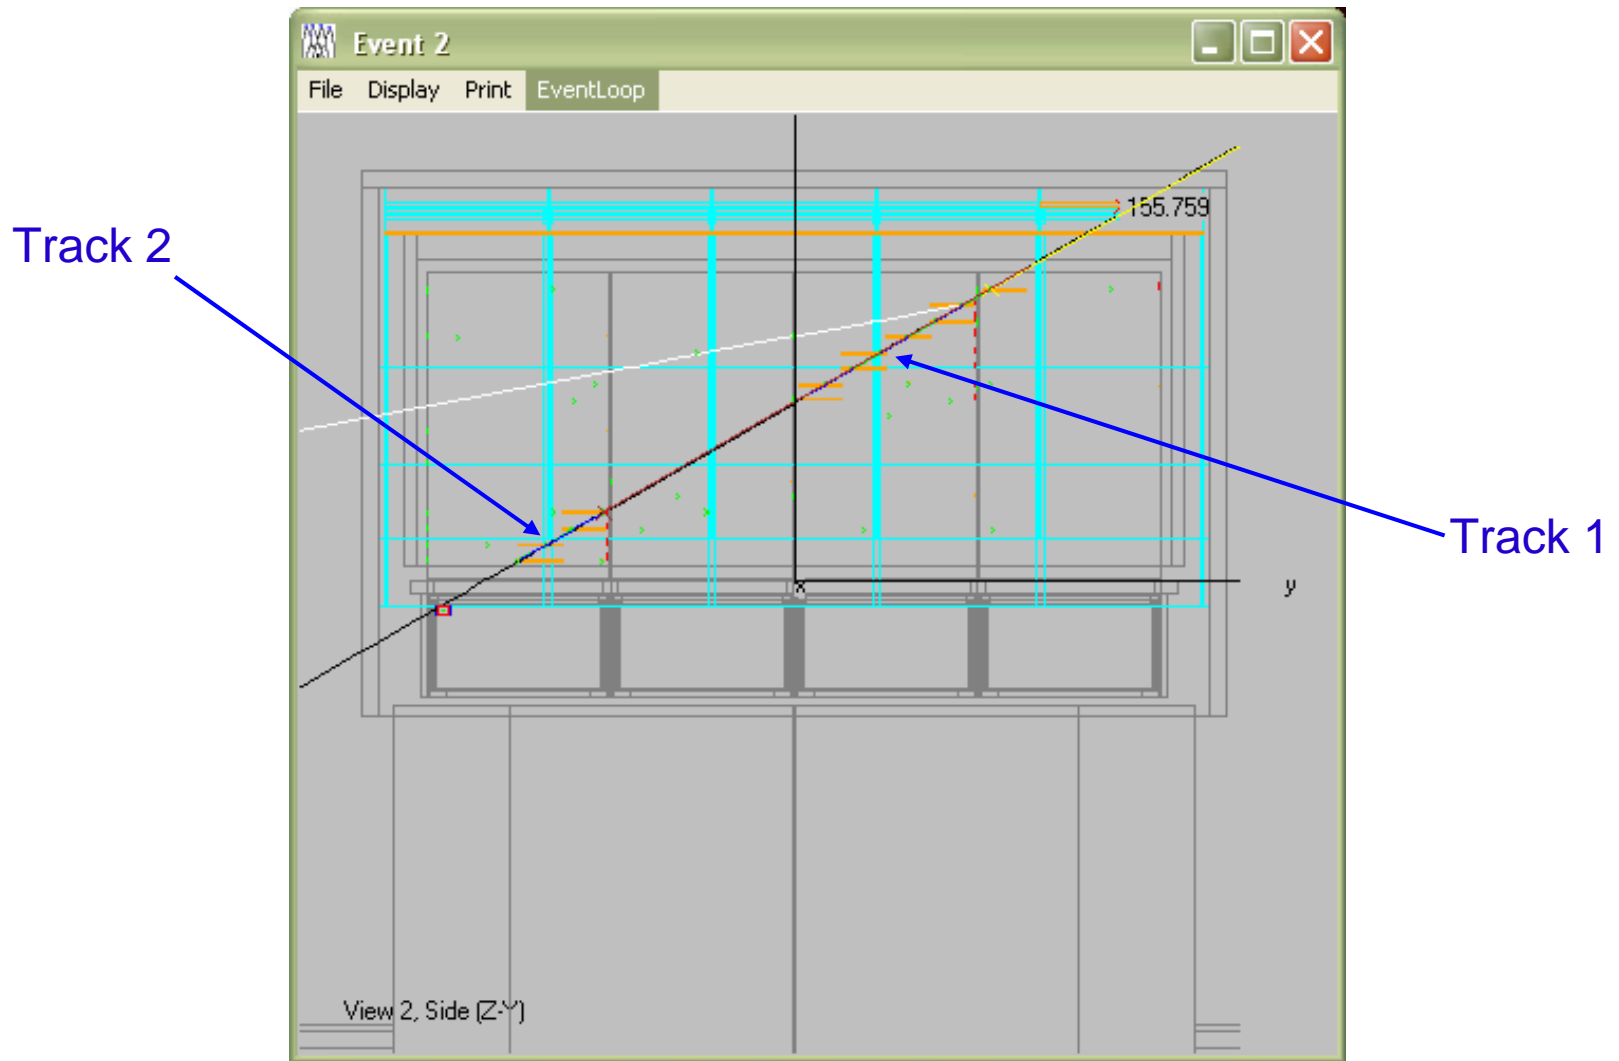 Event 2
File Display Print EventLoop
155.759
Track 2
Track 1
x
y
View 2, Side (Z-Y)